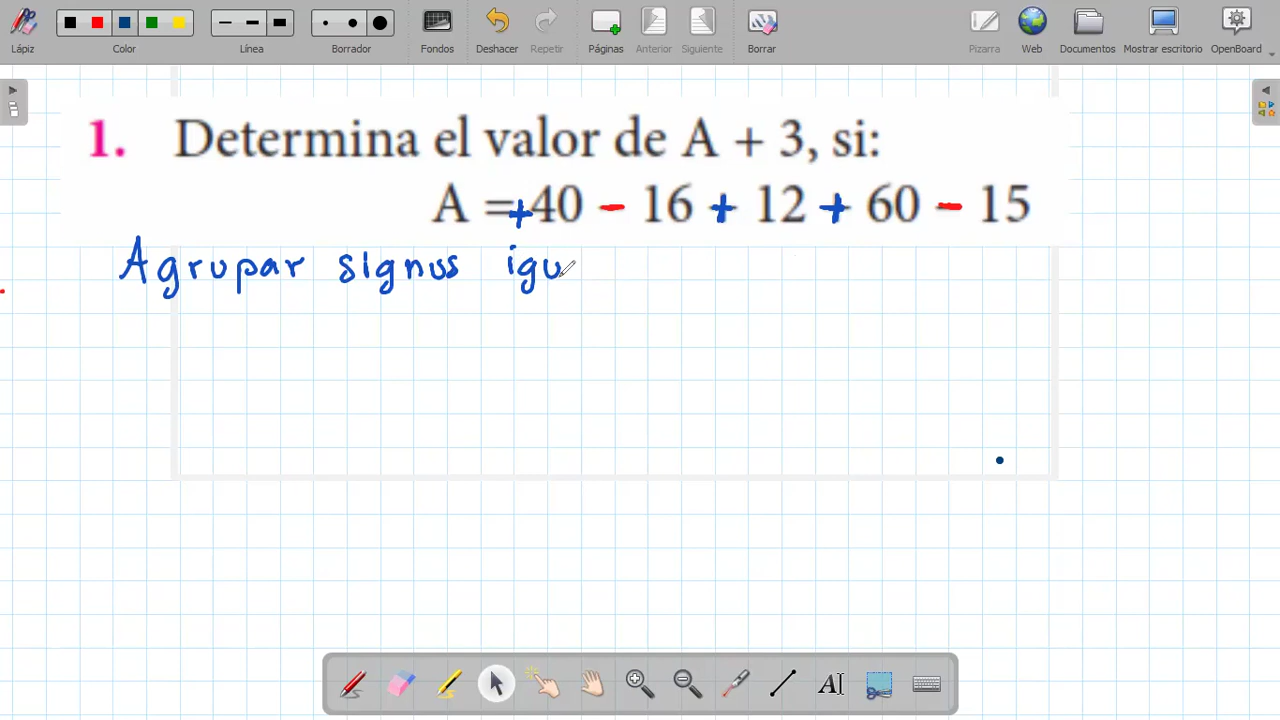 Lápiz Color Línea Borrador Fondos Deshacer Repetir Páginas Anterior Siguiente Borrar Pizarra Web Documentos Mostrar escritorio OpenBoard
1. Determina el valor de A + 3, si:
A = +40 - 16 + 12 + 60 - 15
Agrupar signos igu
AI